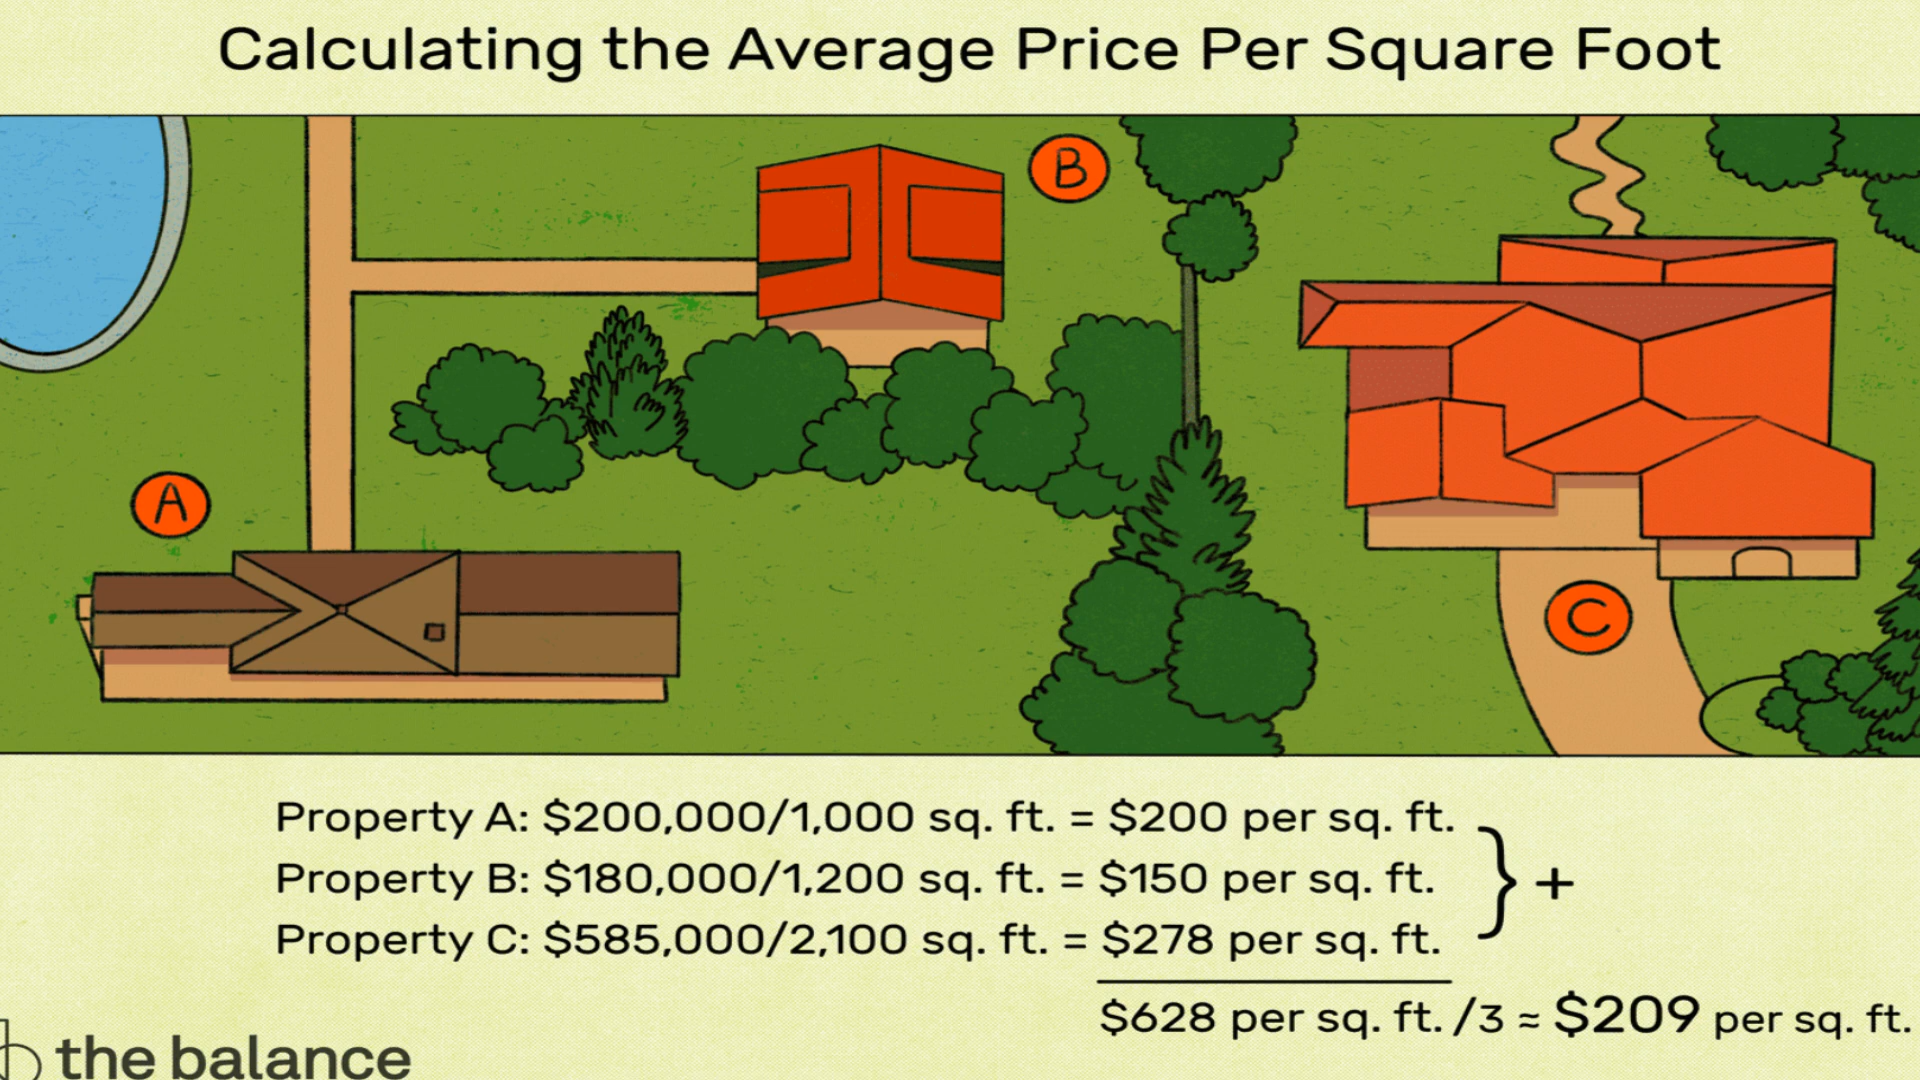 Calculating the Average Price Per Square Foot
B
A
C
Property A: $200,000/1,000 sq. ft. = $200 per sq. ft.
Property B: $180,000/1,200 sq. ft. = $150 per sq. ft.
Property C: $585,000/2,100 sq. ft. = $278 per sq. ft.
} +
$628 per sq. ft. /3 ≈ $209 per sq. ft.
the balance